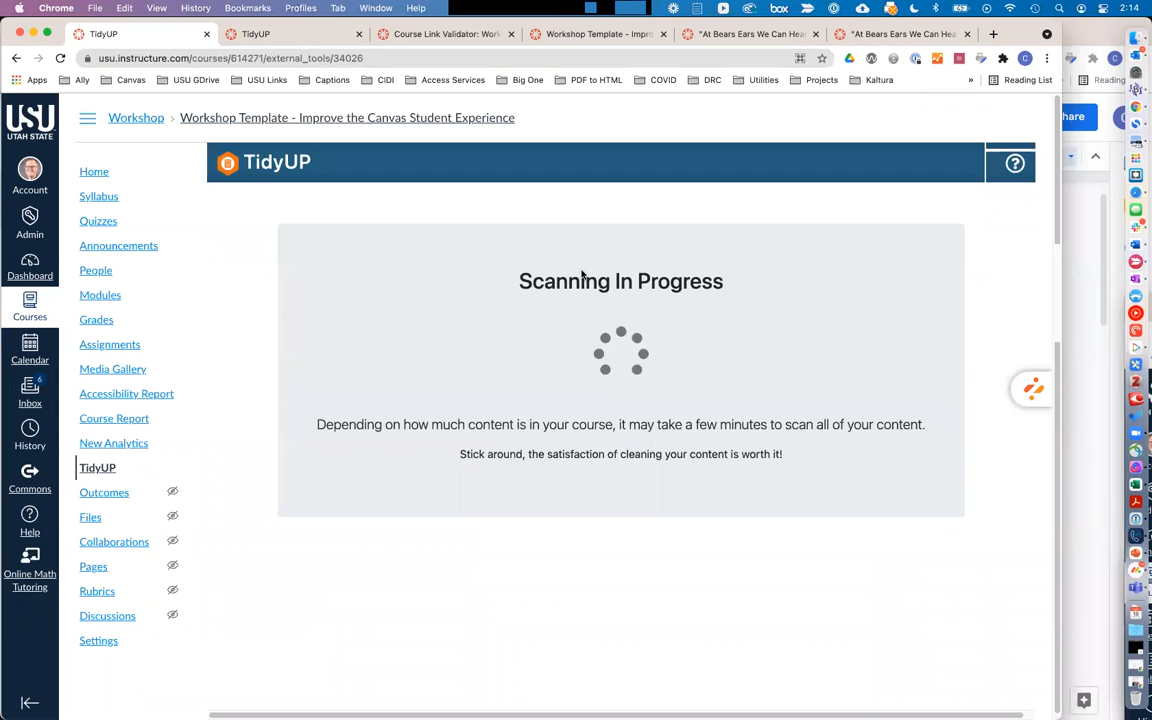 Chrome File Edit View History Bookmarks Profiles Tab Window Help
box
2:14
TidyUP
TidyUP
Course Link Validator: Work
Workshop Template - Impro
"At Bears Ears We Can Hea
"At Bears Ears We Can Hea
usu.instructure.com/courses/614271/external_tools/34026
Apps Ally Canvas USU GDrive USU Links Captions CIDI Access Services Big One PDF to HTML COVID DRC Utilities Projects Kaltura » Reading List
Reading
USU
UTAH STATE
Account
Admin
Dashboard
Courses
Calendar
6
Inbox
History
Commons
Help
Online Math
Tutoring
Workshop › Workshop Template - Improve the Canvas Student Experience
hare
Home
Syllabus
Quizzes
Announcements
People
Modules
Grades
Assignments
Media Gallery
Accessibility Report
Course Report
New Analytics
TidyUP
Outcomes
Files
Collaborations
Pages
Rubrics
Discussions
Settings
TidyUP
Scanning In Progress
Depending on how much content is in your course, it may take a few minutes to scan all of your content.
Stick around, the satisfaction of cleaning your content is worth it!